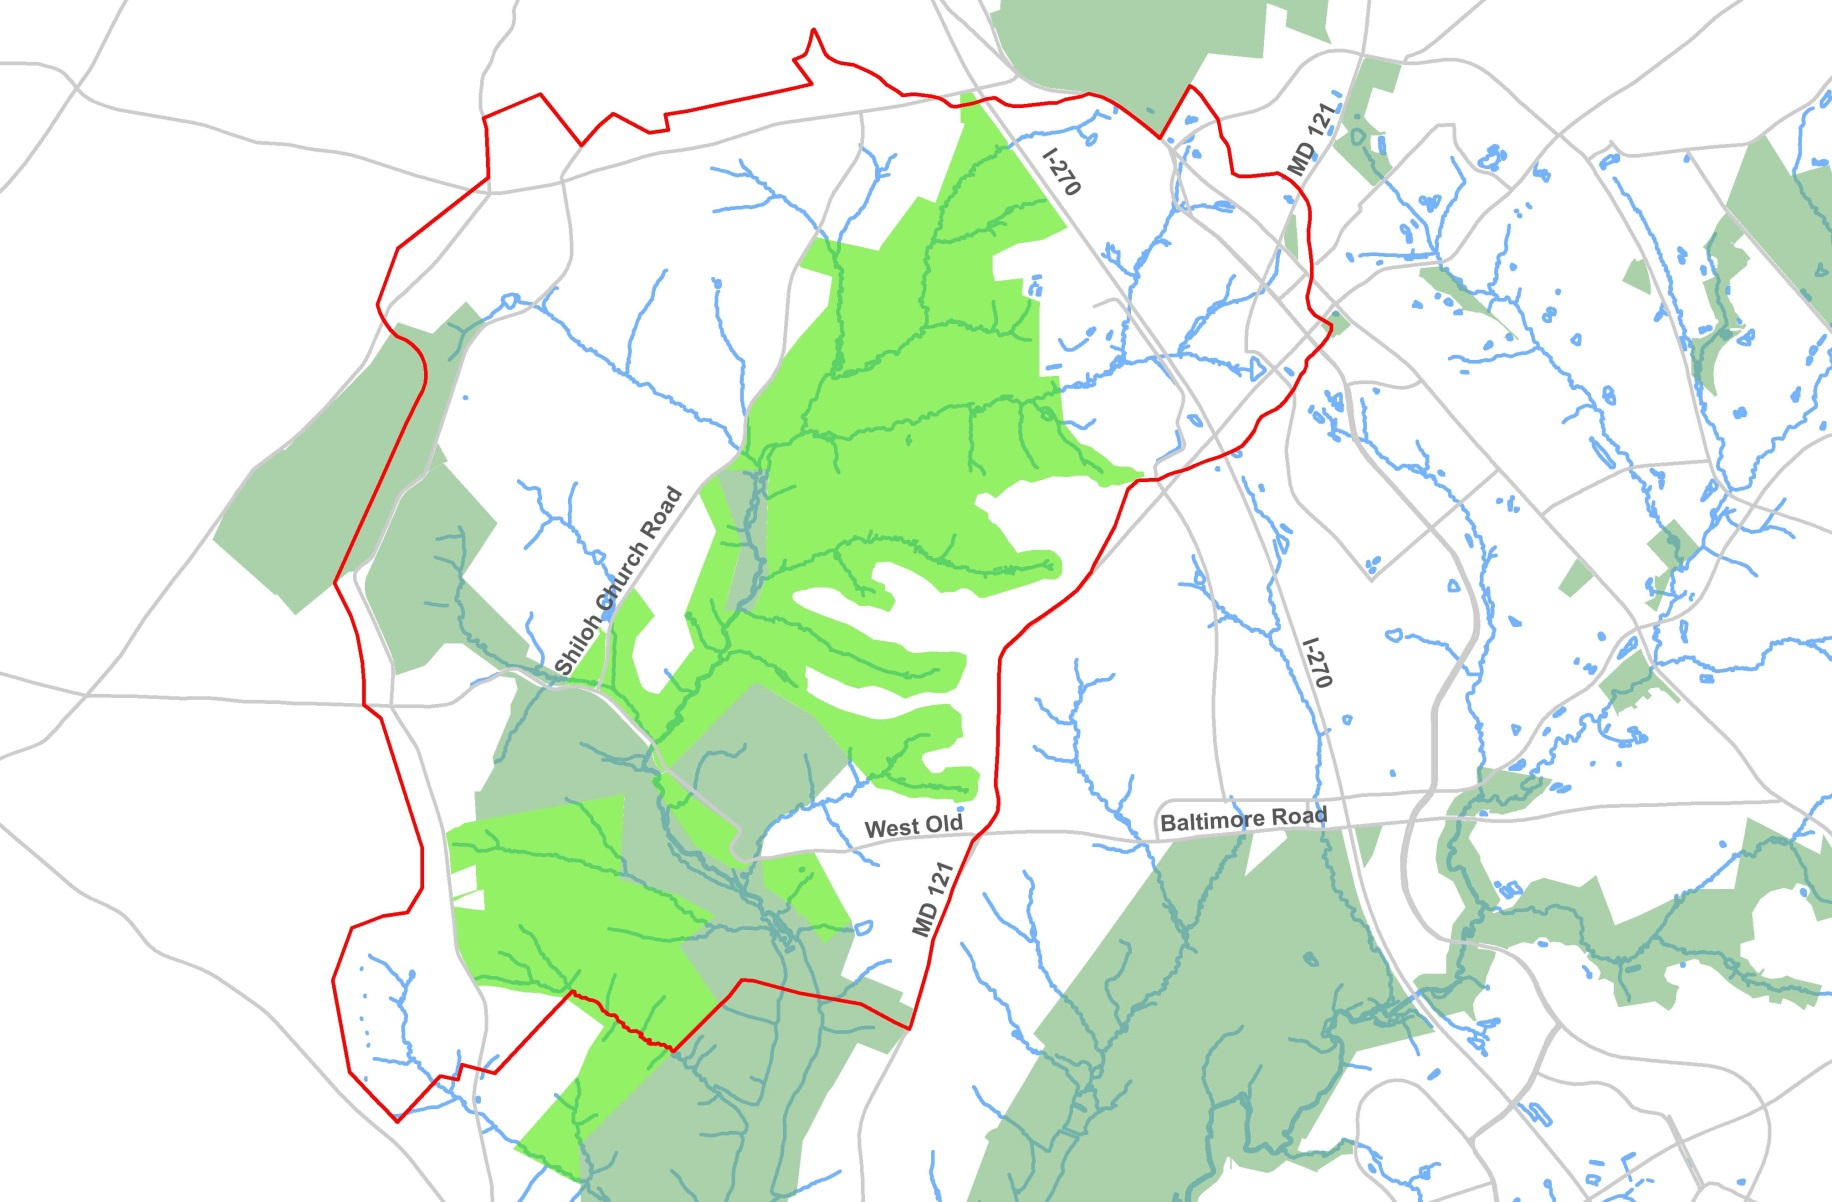 MD 121
I-270
Shiloh Church Road
I-270
West Old
Baltimore Road
MD 121